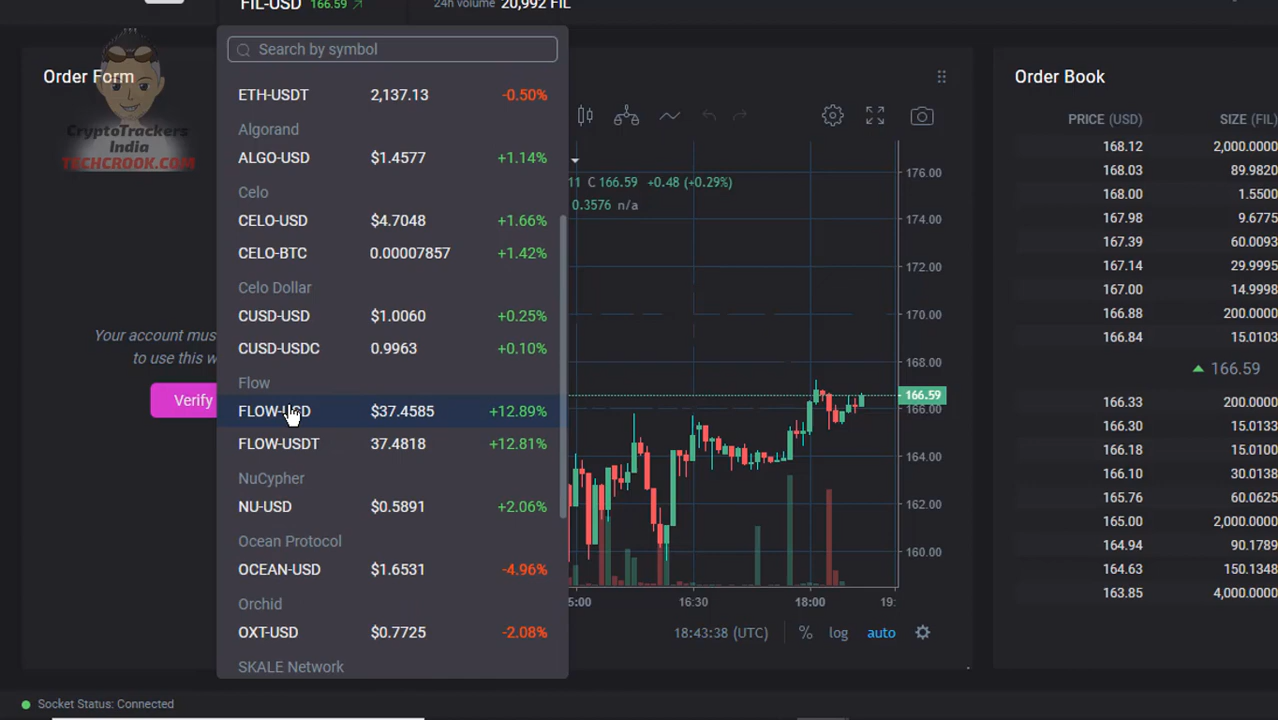 FIL-USD 166.59 ↗ 24h volume 20,992 FIL
Search by symbol
Order Form
CryptoTrackers
India
TECHCROOK.COM
ETH-USDT 2,137.13 -0.50%
Algorand
ALGO-USD $1.4577 +1.14%
Celo
CELO-USD $4.7048 +1.66%
CELO-BTC 0.00007857 +1.42%
Celo Dollar
CUSD-USD $1.0060 +0.25%
CUSD-USDC 0.9963 +0.10%
Flow
FLOW-USD $37.4585 +12.89%
FLOW-USDT 37.4818 +12.81%
NuCypher
NU-USD $0.5891 +2.06%
Ocean Protocol
OCEAN-USD $1.6531 -4.96%
Orchid
OXT-USD $0.7725 -2.08%
SKALE Network
Your account mus
to use this w
Verify
11 C 166.59 +0.48 (+0.29%)
0.3576 n/a
176.00
174.00
172.00
170.00
168.00
166.59
166.00
164.00
162.00
160.00
5:00 16:30 18:00 19:
18:43:38 (UTC) % log auto
Order Book
PRICE (USD) SIZE (FIL)
168.12 2,000.0000
168.03 89.9820
168.00 1.5500
167.98 9.6775
167.39 60.0093
167.14 29.9995
167.00 14.9998
166.88 200.0000
166.84 15.0103
166.59
166.33 200.0000
166.30 15.0133
166.18 15.0103
166.10 30.0138
165.76 60.0625
165.00 2,000.0000
164.94 90.1789
164.63 150.1348
163.85 4,000.0000
Socket Status: Connected